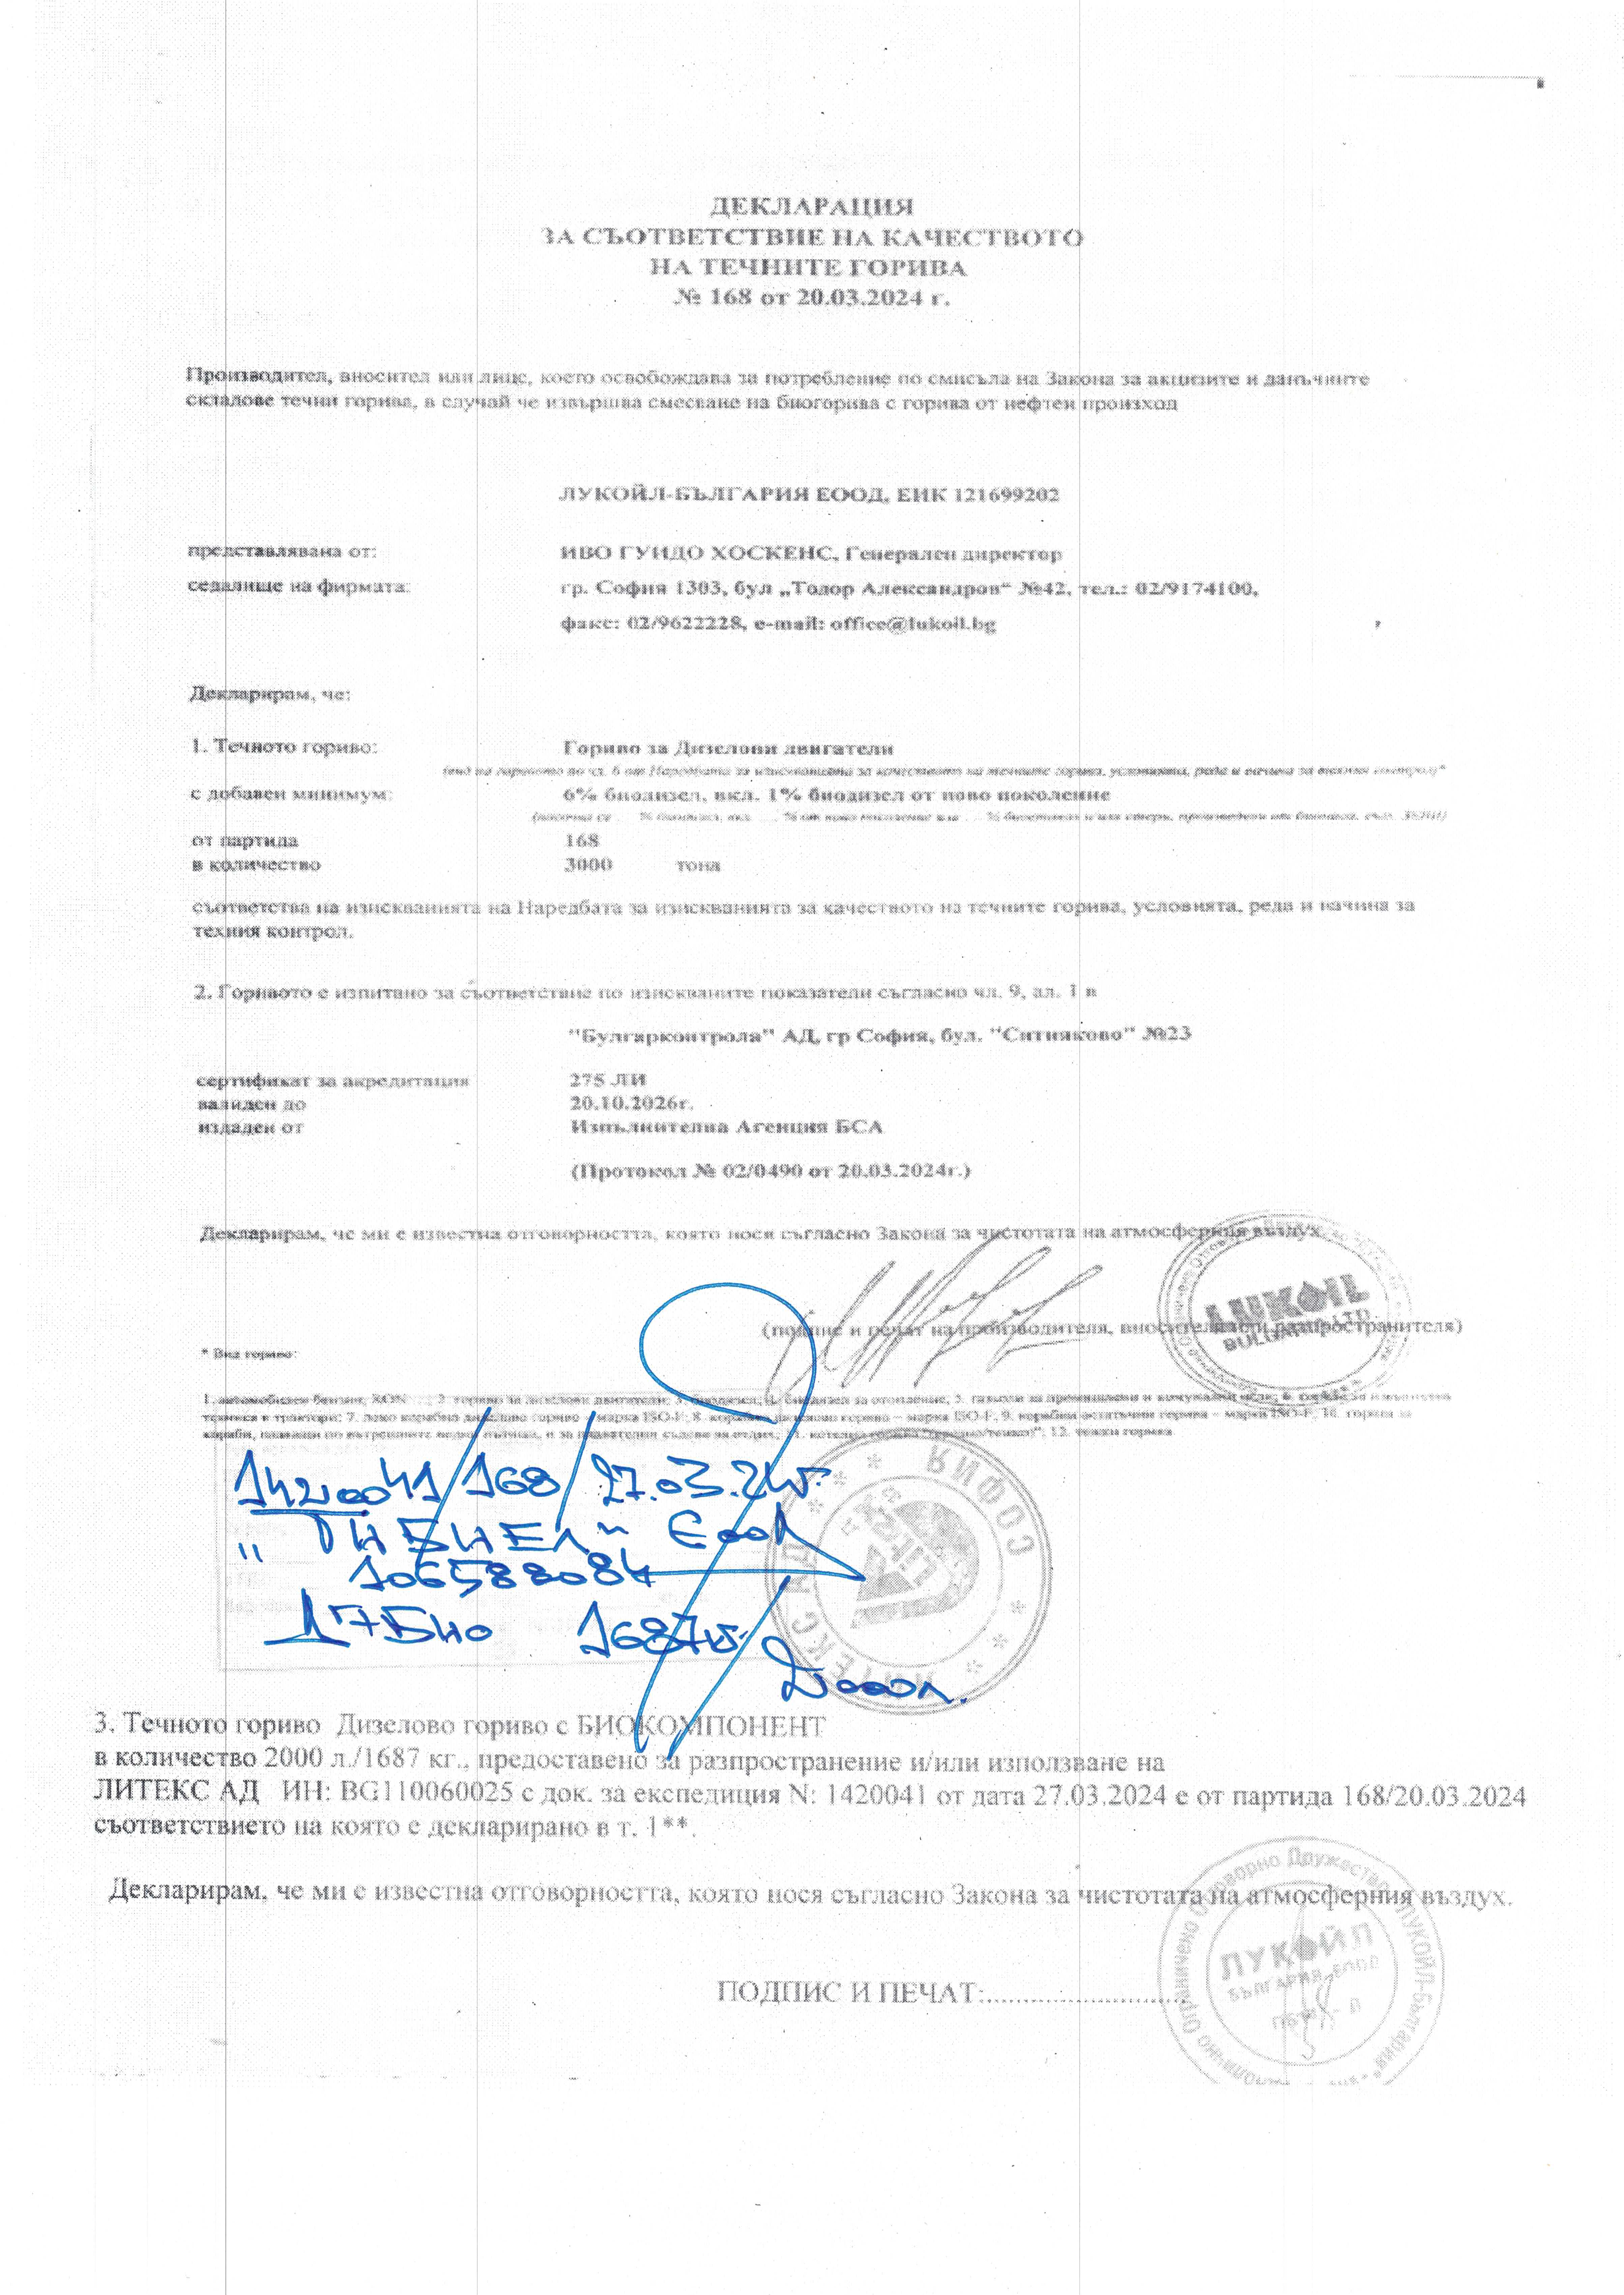 ДЕКЛАРАЦИЯ
ЗА СЪОТВЕТСТВИЕ НА КАЧЕСТВОТО
НА ТЕЧНИТЕ ГОРИВА
№ 168 от 20.03.2024 г.
Производител, вносител или лице, което освобождава за потребление по смисъла на Закона за акцизите и данъчните
складове течни горива, в случай че извършва смесване на биогорива с горива от нефтен произход
ЛУКОЙЛ-БЪЛГАРИЯ ЕООД, ЕИК 121699202
представлявана от: ИВО ГУИДО ХОСКЕНС, Генерален директор
седалище на фирмата: гр. София 1303, бул „Тодор Александров“ №42, тел.: 02/9174100,
факс: 02/9622228, e-mail: office@lukoil.bg
Декларирам, че:
1. Течното гориво: Гориво за Дизелови двигатели
(вид на горивото по чл. 6 от Наредбата за изискванията за качеството на течните горива, условията, реда и начина за техния контрол)*
с добавен минимум: 6% биодизел, вкл. 1% биодизел от ново поколение
от партида 168
в количество 3000 тона
съответства на изискванията на Наредбата за изискванията за качеството на течните горива, условията, реда и начина за
техния контрол.
2. Горивото е изпитано за съответствие по изискваните показатели съгласно чл. 9, ал. 1 в
"Булгарконтрола" АД, гр София, бул. "Ситняково" №23
сертификат за акредитация 275 ЛИ
валиден до 20.10.2026г.
издаден от Изпълнителна Агенция БСА
(Протокол № 02/0490 от 20.03.2024г.)
Декларирам, че ми е известна отговорността, която нося съгласно Закона за чистотата на атмосферния въздух.
LUKOIL
BULGARIA LTD.
(подпис и печат на производителя, вносителя или разпространителя)
* Вид гориво:
1. автомобилен бензин, RON 2. гориво за дизелови двигатели; 3. биодизел; 4. газьол за отопление; 5. газьоли за промишлени и комунални цели; 6.
техника и трактори; 7. леко корабно дизелово гориво – марка ISO-F; 8. корабно дизелово гориво – марка ISO-F, 9. корабни остатъчни горива – марка ISO-F, 10. горива за
кораби, плаващи по вътрешните водни пътища, и за плавателни съдове за отдих; 11. котелно гориво 12. тежки горива
1420041/168/27.03.24г.
ЕООД
106588084
1687кг.
2000л.
ЛИТЕКС АД * СОФИЯ
3. Течното гориво Дизелово гориво с БИОКОМПОНЕНТ
в количество 2000 л./1687 кг., предоставено за разпространение и/или използване на
ЛИТЕКС АД ИН: BG110060025 с док. за експедиция N: 1420041 от дата 27.03.2024 е от партида 168/20.03.2024
съответствието на която е декларирано в т. 1**.
Декларирам, че ми е известна отговорността, която нося съгласно Закона за чистотата на атмосферния въздух.
ЛУКОЙЛ
БЪЛГАРИЯ ЕООД
ПОДПИС И ПЕЧАТ:..........................